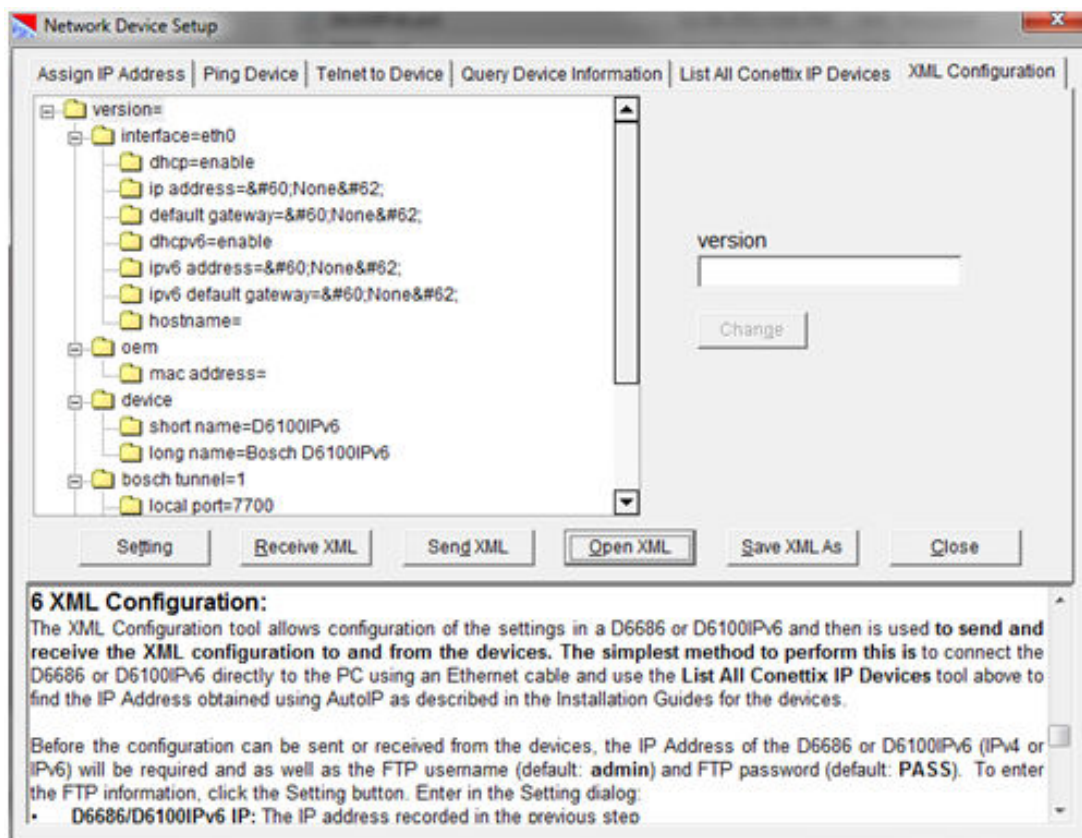 Network Device Setup
Assign IP Address
Ping Device
Telnet to Device
Query Device Information
List All Conettix IP Devices
XML Configuration
version=
interface=eth0
dhcp=enable
ip address=&#60;None&#62;
default gateway=&#60;None&#62;
dhcpv6=enable
ipv6 address=&#60;None&#62;
ipv6 default gateway=&#60;None&#62;
hostname=
oem
mac address=
device
short name=D6100IPv6
long name=Bosch D6100IPv6
bosch tunnel=1
local port=7700
version
Change
Setting
Receive XML
Send XML
Open XML
Save XML As
Close
6 XML Configuration:
The XML Configuration tool allows configuration of the settings in a D6686 or D6100IPv6 and then is used to send and
receive the XML configuration to and from the devices. The simplest method to perform this is to connect the
D6686 or D6100IPv6 directly to the PC using an Ethernet cable and use the List All Conettix IP Devices tool above to
find the IP Address obtained using AutoIP as described in the Installation Guides for the devices.
Before the configuration can be sent or received from the devices, the IP Address of the D6686 or D6100IPv6 (IPv4 or
IPv6) will be required and as well as the FTP username (default: admin) and FTP password (default: PASS). To enter
the FTP information, click the Setting button. Enter in the Setting dialog:
• D6686/D6100IPv6 IP: The IP address recorded in the previous step